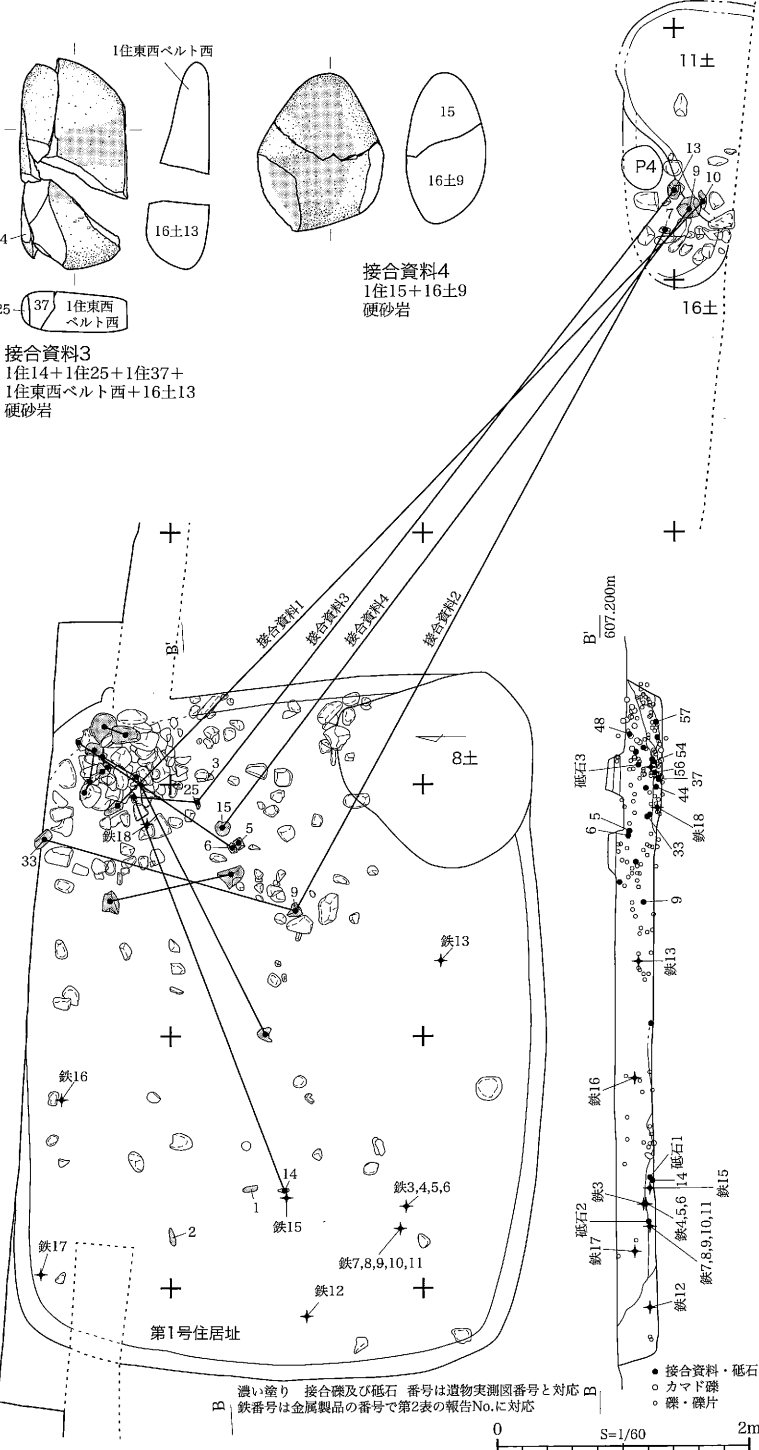 1住東西ベルト西
16土13
4
25
37
1住東西
ベルト西
接合資料3
1住14+1住25+1住37+
1住東西ベルト西+16土13
硬砂岩
15
16土9
接合資料4
1住15+16土9
硬砂岩
11土
P4
13
9
10
7
16土
接合資料1
接合資料3
接合資料4
接合資料2
B'
B'
607.200m
8土
3
25
15
5
6
鉄18
33
9
鉄13
鉄16
14
1
鉄15
2
鉄3,4,5,6
鉄7,8,9,10,11
鉄17
鉄12
第1号住居址
48
57
砥石3
54
56
37
44
鉄18
5
6
33
9
鉄13
鉄16
砥石1
14
鉄15
鉄3
鉄4,5,6
砥石2
鉄17
鉄7,8,9,10,11
鉄12
● 接合資料・砥石
○ カマド礫
○ 礫・礫片
濃い塗り 接合礫及び砥石 番号は遺物実測図番号と対応
鉄番号は金属製品の番号で第2表の報告No.に対応
B
B
0
S=1/60
2m